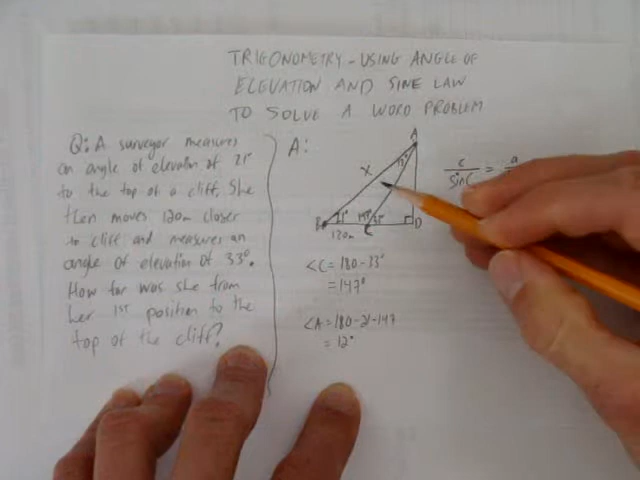 TRIGONOMETRY - USING ANGLE OF
ELEVATION AND SINE LAW
TO SOLVE A WORD PROBLEM
Q: A surveyor measures
an angle of elevation of 21°
to the top of a cliff. She
then moves 120m closer
to cliff and measures an
angle of elevation of 33°.
How far was she from
her 1ST position to the
top of the cliff?
A:
A
12°
X
B
21°
147°
33°
C
D
120m
c/sinC = a
∠C = 180-33°
= 147°
∠A = 180-21-147
= 12°